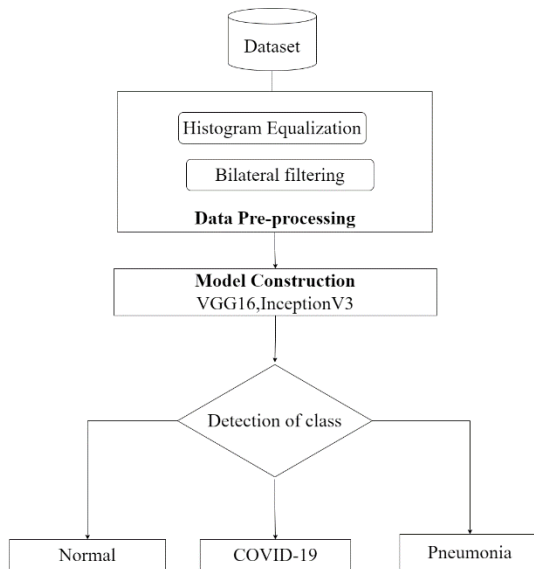 Dataset
Histogram Equalization
Bilateral filtering
Data Pre-processing
Model Construction
VGG16,InceptionV3
Detection of class
Normal
COVID-19
Pneumonia